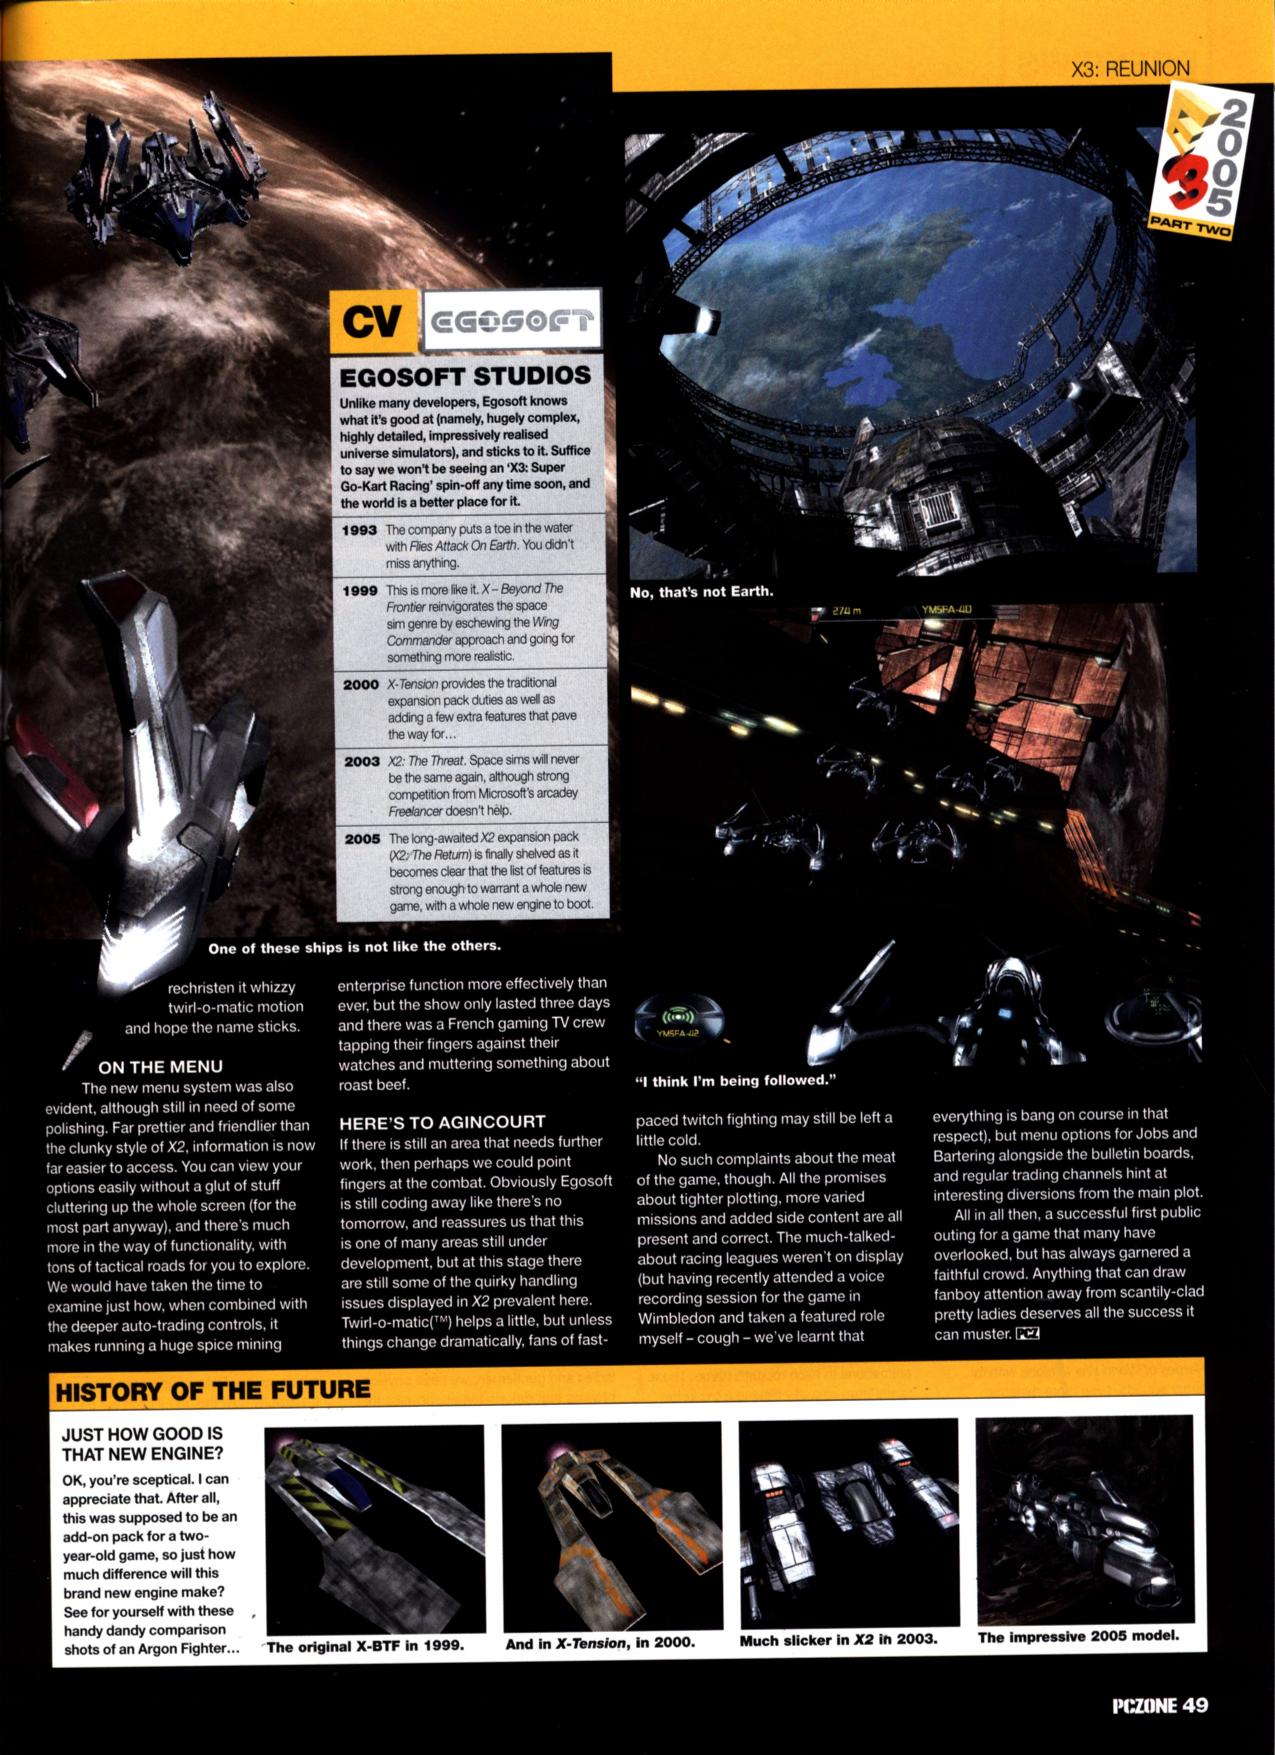 X3: REUNION
E3
2005
PART TWO
CV
EGOSOFT
EGOSOFT STUDIOS
Unlike many developers, Egosoft knows
what it's good at (namely, hugely complex,
highly detailed, impressively realised
universe simulators), and sticks to it. Suffice
to say we won't be seeing an 'X3: Super
Go-Kart Racing' spin-off any time soon, and
the world is a better place for it.
1993 The company puts a toe in the water
with Flies Attack On Earth. You didn't
miss anything.
1999 This is more like it. X – Beyond The
Frontier reinvigorates the space
sim genre by eschewing the Wing
Commander approach and going for
something more realistic.
2000 X-Tension provides the traditional
expansion pack duties as well as
adding a few extra features that pave
the way for...
2003 X2: The Threat. Space sims will never
be the same again, although strong
competition from Microsoft's arcadey
Freelancer doesn't help.
2005 The long-awaited X2 expansion pack
(X2: The Return) is finally shelved as it
becomes clear that the list of features is
strong enough to warrant a whole new
game, with a whole new engine to boot.
One of these ships is not like the others.
No, that's not Earth.
274 m
YMSFA-4D
YMSFA-42
"I think I'm being followed."
rechristen it whizzy
twirl-o-matic motion
and hope the name sticks.
ON THE MENU
The new menu system was also
evident, although still in need of some
polishing. Far prettier and friendlier than
the clunky style of X2, information is now
far easier to access. You can view your
options easily without a glut of stuff
cluttering up the whole screen (for the
most part anyway), and there's much
more in the way of functionality, with
tons of tactical roads for you to explore.
We would have taken the time to
examine just how, when combined with
the deeper auto-trading controls, it
makes running a huge spice mining
enterprise function more effectively than
ever, but the show only lasted three days
and there was a French gaming TV crew
tapping their fingers against their
watches and muttering something about
roast beef.
HERE'S TO AGINCOURT
If there is still an area that needs further
work, then perhaps we could point
fingers at the combat. Obviously Egosoft
is still coding away like there's no
tomorrow, and reassures us that this
is one of many areas still under
development, but at this stage there
are still some of the quirky handling
issues displayed in X2 prevalent here.
Twirl-o-matic(TM) helps a little, but unless
things change dramatically, fans of fast-
paced twitch fighting may still be left a
little cold.
No such complaints about the meat
of the game, though. All the promises
about tighter plotting, more varied
missions and added side content are all
present and correct. The much-talked-
about racing leagues weren't on display
(but having recently attended a voice
recording session for the game in
Wimbledon and taken a featured role
myself – cough – we've learnt that
everything is bang on course in that
respect), but menu options for Jobs and
Bartering alongside the bulletin boards,
and regular trading channels hint at
interesting diversions from the main plot.
All in all then, a successful first public
outing for a game that many have
overlooked, but has always garnered a
faithful crowd. Anything that can draw
fanboy attention away from scantily-clad
pretty ladies deserves all the success it
can muster. PCZ
HISTORY OF THE FUTURE
JUST HOW GOOD IS
THAT NEW ENGINE?
OK, you're sceptical. I can
appreciate that. After all,
this was supposed to be an
add-on pack for a two-
year-old game, so just how
much difference will this
brand new engine make?
See for yourself with these
handy dandy comparison
shots of an Argon Fighter...
The original X-BTF in 1999.
And in X-Tension, in 2000.
Much slicker in X2 in 2003.
The impressive 2005 model.
PCZONE 49